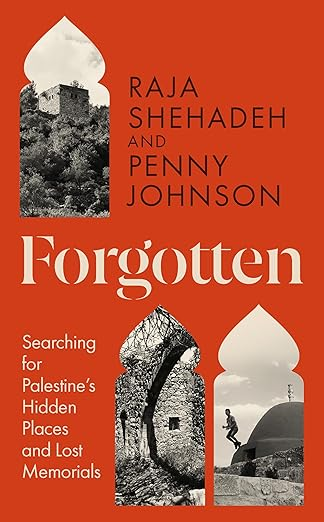 RAJA
SHEHADEH
AND
PENNY
JOHNSON
Forgotten
Searching
for
Palestine's
Hidden
Places
and Lost
Memorials